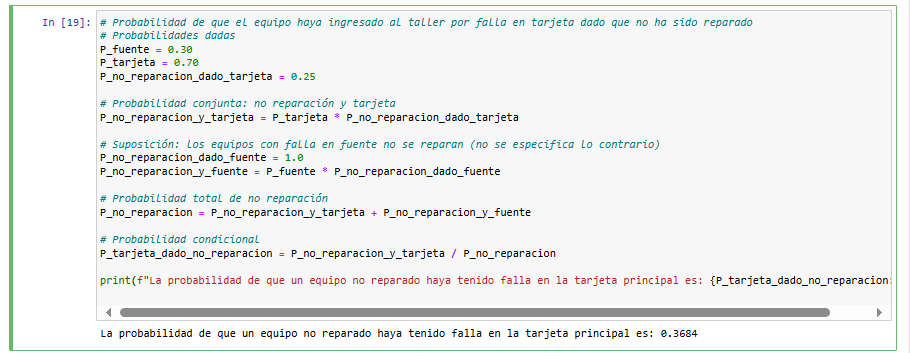 In [19]: # Probabilidad de que el equipo haya ingresado al taller por falla en tarjeta dado que no ha sido reparado
# Probabilidades dadas
P_fuente = 0.30
P_tarjeta = 0.70
P_no_reparacion_dado_tarjeta = 0.25
# Probabilidad conjunta: no reparación y tarjeta
P_no_reparacion_y_tarjeta = P_tarjeta * P_no_reparacion_dado_tarjeta
# Suposición: los equipos con falla en fuente no se reparan (no se especifica lo contrario)
P_no_reparacion_dado_fuente = 1.0
P_no_reparacion_y_fuente = P_fuente * P_no_reparacion_dado_fuente
# Probabilidad total de no reparación
P_no_reparacion = P_no_reparacion_y_tarjeta + P_no_reparacion_y_fuente
# Probabilidad condicional
P_tarjeta_dado_no_reparacion = P_no_reparacion_y_tarjeta / P_no_reparacion
print(f"La probabilidad de que un equipo no reparado haya tenido falla en la tarjeta principal es: {P_tarjeta_dado_no_reparacion:
La probabilidad de que un equipo no reparado haya tenido falla en la tarjeta principal es: 0.3684